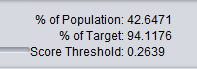 % of Population: 42.6471
% of Target: 94.1176
Score Threshold: 0.2639